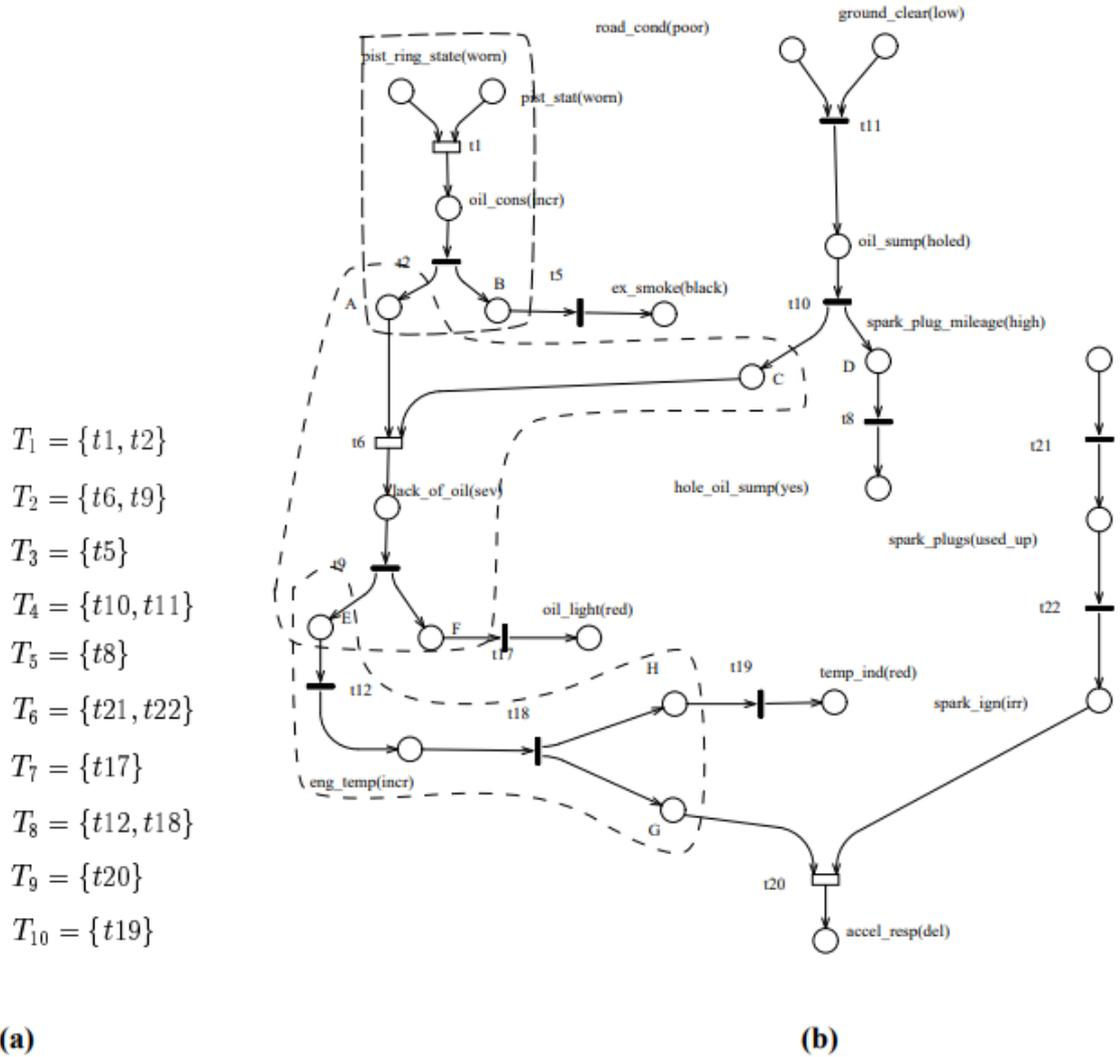 T₁ = {t1, t2}
T₂ = {t6, t9}
T₃ = {t5}
T₄ = {t10, t11}
T₅ = {t8}
T₆ = {t21, t22}
T₇ = {t17}
T₈ = {t12, t18}
T₉ = {t20}
T₁₀ = {t19}
(a)
ground_clear(low)
road_cond(poor)
pist_ring_state(worn)
pist_stat(worn)
t11
t1
oil_cons(incr)
oil_sump(holed)
t2
t5
B
ex_smoke(black)
A
t10
spark_plug_mileage(high)
D
C
t8
t6
t21
lack_of_oil(sev)
hole_oil_sump(yes)
spark_plugs(used_up)
t9
t22
oil_light(red)
E
F
t17
H
t19
temp_ind(red)
t12
t18
spark_ign(irr)
eng_temp(incr)
G
t20
accel_resp(del)
(b)